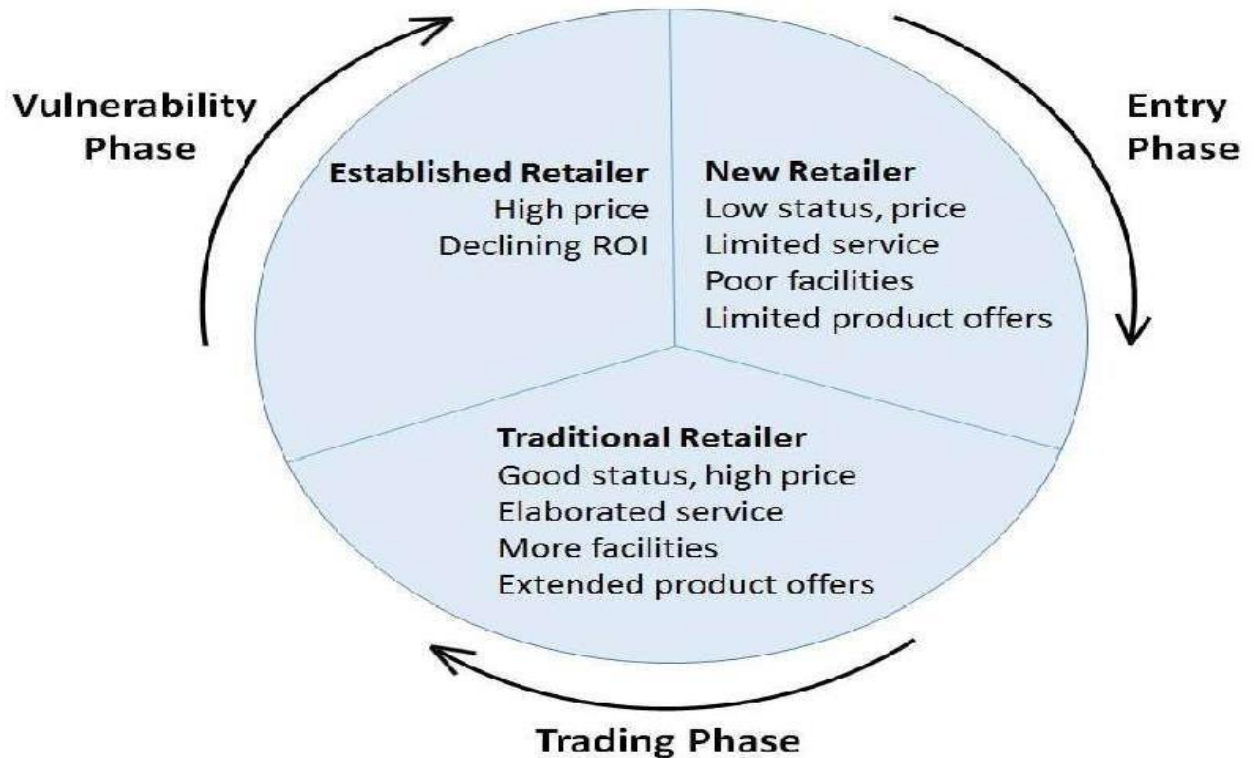 Vulnerability
Phase
Entry
Phase
Established Retailer
High price
Declining ROI
New Retailer
Low status, price
Limited service
Poor facilities
Limited product offers
Traditional Retailer
Good status, high price
Elaborated service
More facilities
Extended product offers
Trading Phase